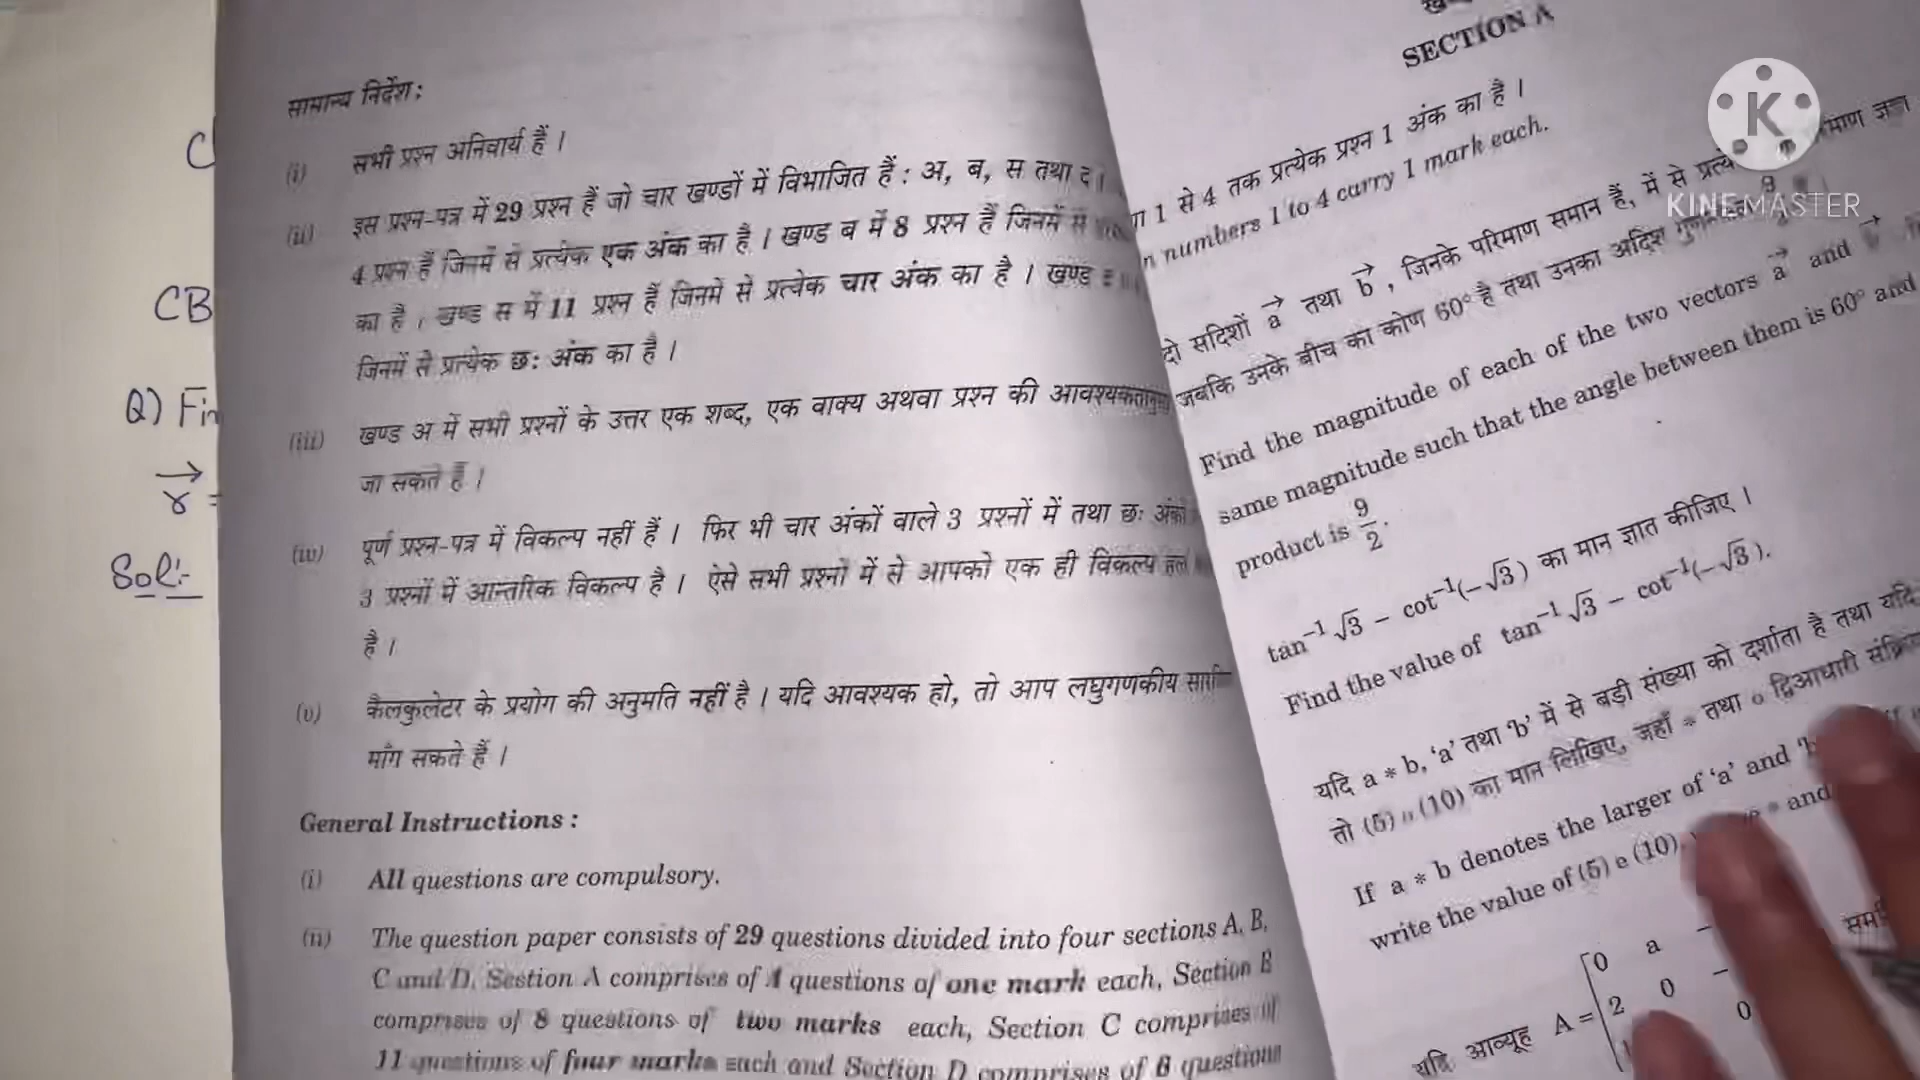 C
CB
Q) Fin
r =
Sol:-
सामान्य निर्देश :
(i) सभी प्रश्न अनिवार्य हैं ।
(ii) इस प्रश्न-पत्र में 29 प्रश्न हैं जो चार खण्डों में विभाजित हैं : अ, ब, स तथा द ।
4 प्रश्न हैं जिनमें से प्रत्येक एक अंक का है । खण्ड ब में 8 प्रश्न हैं जिनमें से
का है । खण्ड स में 11 प्रश्न हैं जिनमें से प्रत्येक चार अंक का है । खण्ड
जिनमें से प्रत्येक छ: अंक का है ।
(iii) खण्ड अ में सभी प्रश्नों के उत्तर एक शब्द, एक वाक्य अथवा प्रश्न की आवश्यकतानुसार
जा सकते हैं ।
(iv) पूर्ण प्रश्न-पत्र में विकल्प नहीं हैं । फिर भी चार अंकों वाले 3 प्रश्नों में तथा छ: अंकों
3 प्रश्नों में आन्तरिक विकल्प है । ऐसे सभी प्रश्नों में से आपको एक ही विकल्प हल
है ।
(v) कैलकुलेटर के प्रयोग की अनुमति नहीं है । यदि आवश्यक हो, तो आप लघुगणकीय
माँग सकते हैं ।
General Instructions :
(i) All questions are compulsory.
(ii) The question paper consists of 29 questions divided into four sections A, B,
C and D. Section A comprises of 4 questions of one mark each, Section B
comprises of 8 questions of two marks each, Section C comprises of
11 questions of four marks each and Section D comprises of 6 questions
SECTION A
1 से 4 तक प्रत्येक प्रश्न 1 अंक का है ।
n numbers 1 to 4 carry 1 mark each.
दो सदिशों a→ तथा b→, जिनके परिमाण समान हैं, में से
जबकि उनके बीच का कोण 60° है तथा उनका अदिश
Find the magnitude of each of the two vectors a→ and
same magnitude such that the angle between them is 60° and
product is 9/2.
tan⁻¹ √3 − cot⁻¹(−√3) का मान ज्ञात कीजिए ।
Find the value of tan⁻¹ √3 − cot⁻¹(−√3).
यदि a * b, 'a' तथा 'b' में से बड़ी संख्या को दर्शाता है तथा यदि
तो (5) (10) का मान लिखिए, जहाँ * तथा o द्विआधारी
If a * b denotes the larger of 'a' and 'b'
write the value of (5) o (10), * and
यदि आव्यूह A = [0 a −
2 0 −
0
KINEMASTER